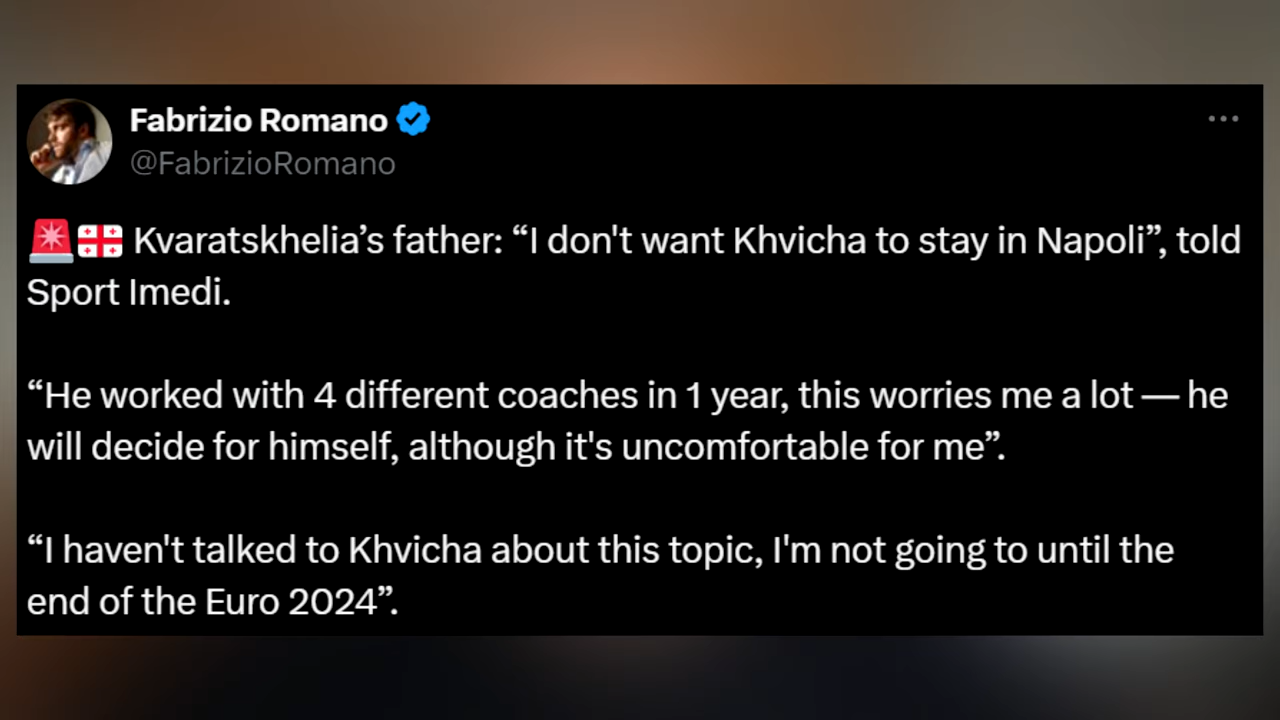 Fabrizio Romano
@FabrizioRomano
🚨🇬🇪 Kvaratskhelia’s father: “I don't want Khvicha to stay in Napoli”, told
Sport Imedi.
“He worked with 4 different coaches in 1 year, this worries me a lot — he
will decide for himself, although it's uncomfortable for me”.
“I haven't talked to Khvicha about this topic, I'm not going to until the
end of the Euro 2024”.